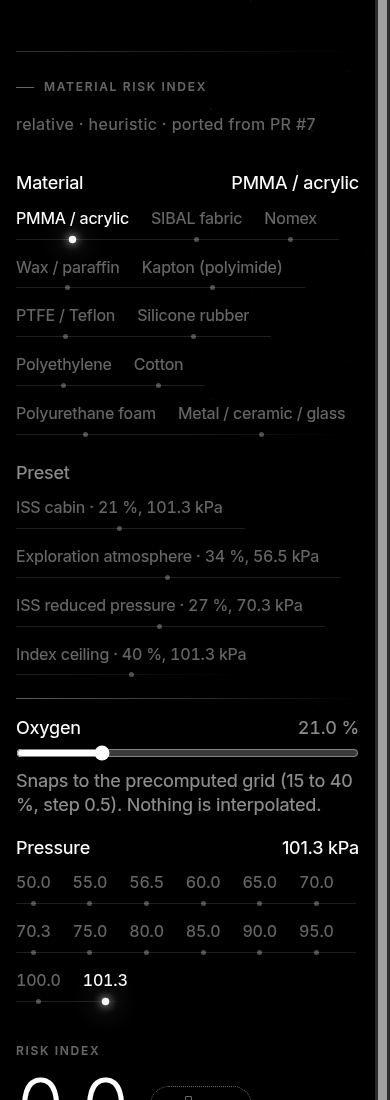 MATERIAL RISK INDEX
relative · heuristic · ported from PR #7
Material PMMA / acrylic
PMMA / acrylic SIBAL fabric Nomex
Wax / paraffin Kapton (polyimide)
PTFE / Teflon Silicone rubber
Polyethylene Cotton
Polyurethane foam Metal / ceramic / glass
Preset
ISS cabin · 21 %, 101.3 kPa
Exploration atmosphere · 34 %, 56.5 kPa
ISS reduced pressure · 27 %, 70.3 kPa
Index ceiling · 40 %, 101.3 kPa
Oxygen 21.0 %
Snaps to the precomputed grid (15 to 40
%, step 0.5). Nothing is interpolated.
Pressure 101.3 kPa
50.0 55.0 56.5 60.0 65.0 70.0
70.3 75.0 80.0 85.0 90.0 95.0
100.0 101.3
RISK INDEX